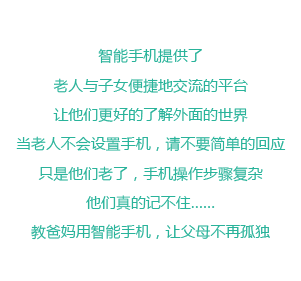 智能手机提供了
老人与子女便捷地交流的平台
让他们更好的了解外面的世界
当老人不会设置手机，请不要简单的回应
只是他们老了，手机操作步骤复杂
他们真的记不住......
教爸妈用智能手机，让父母不再孤独